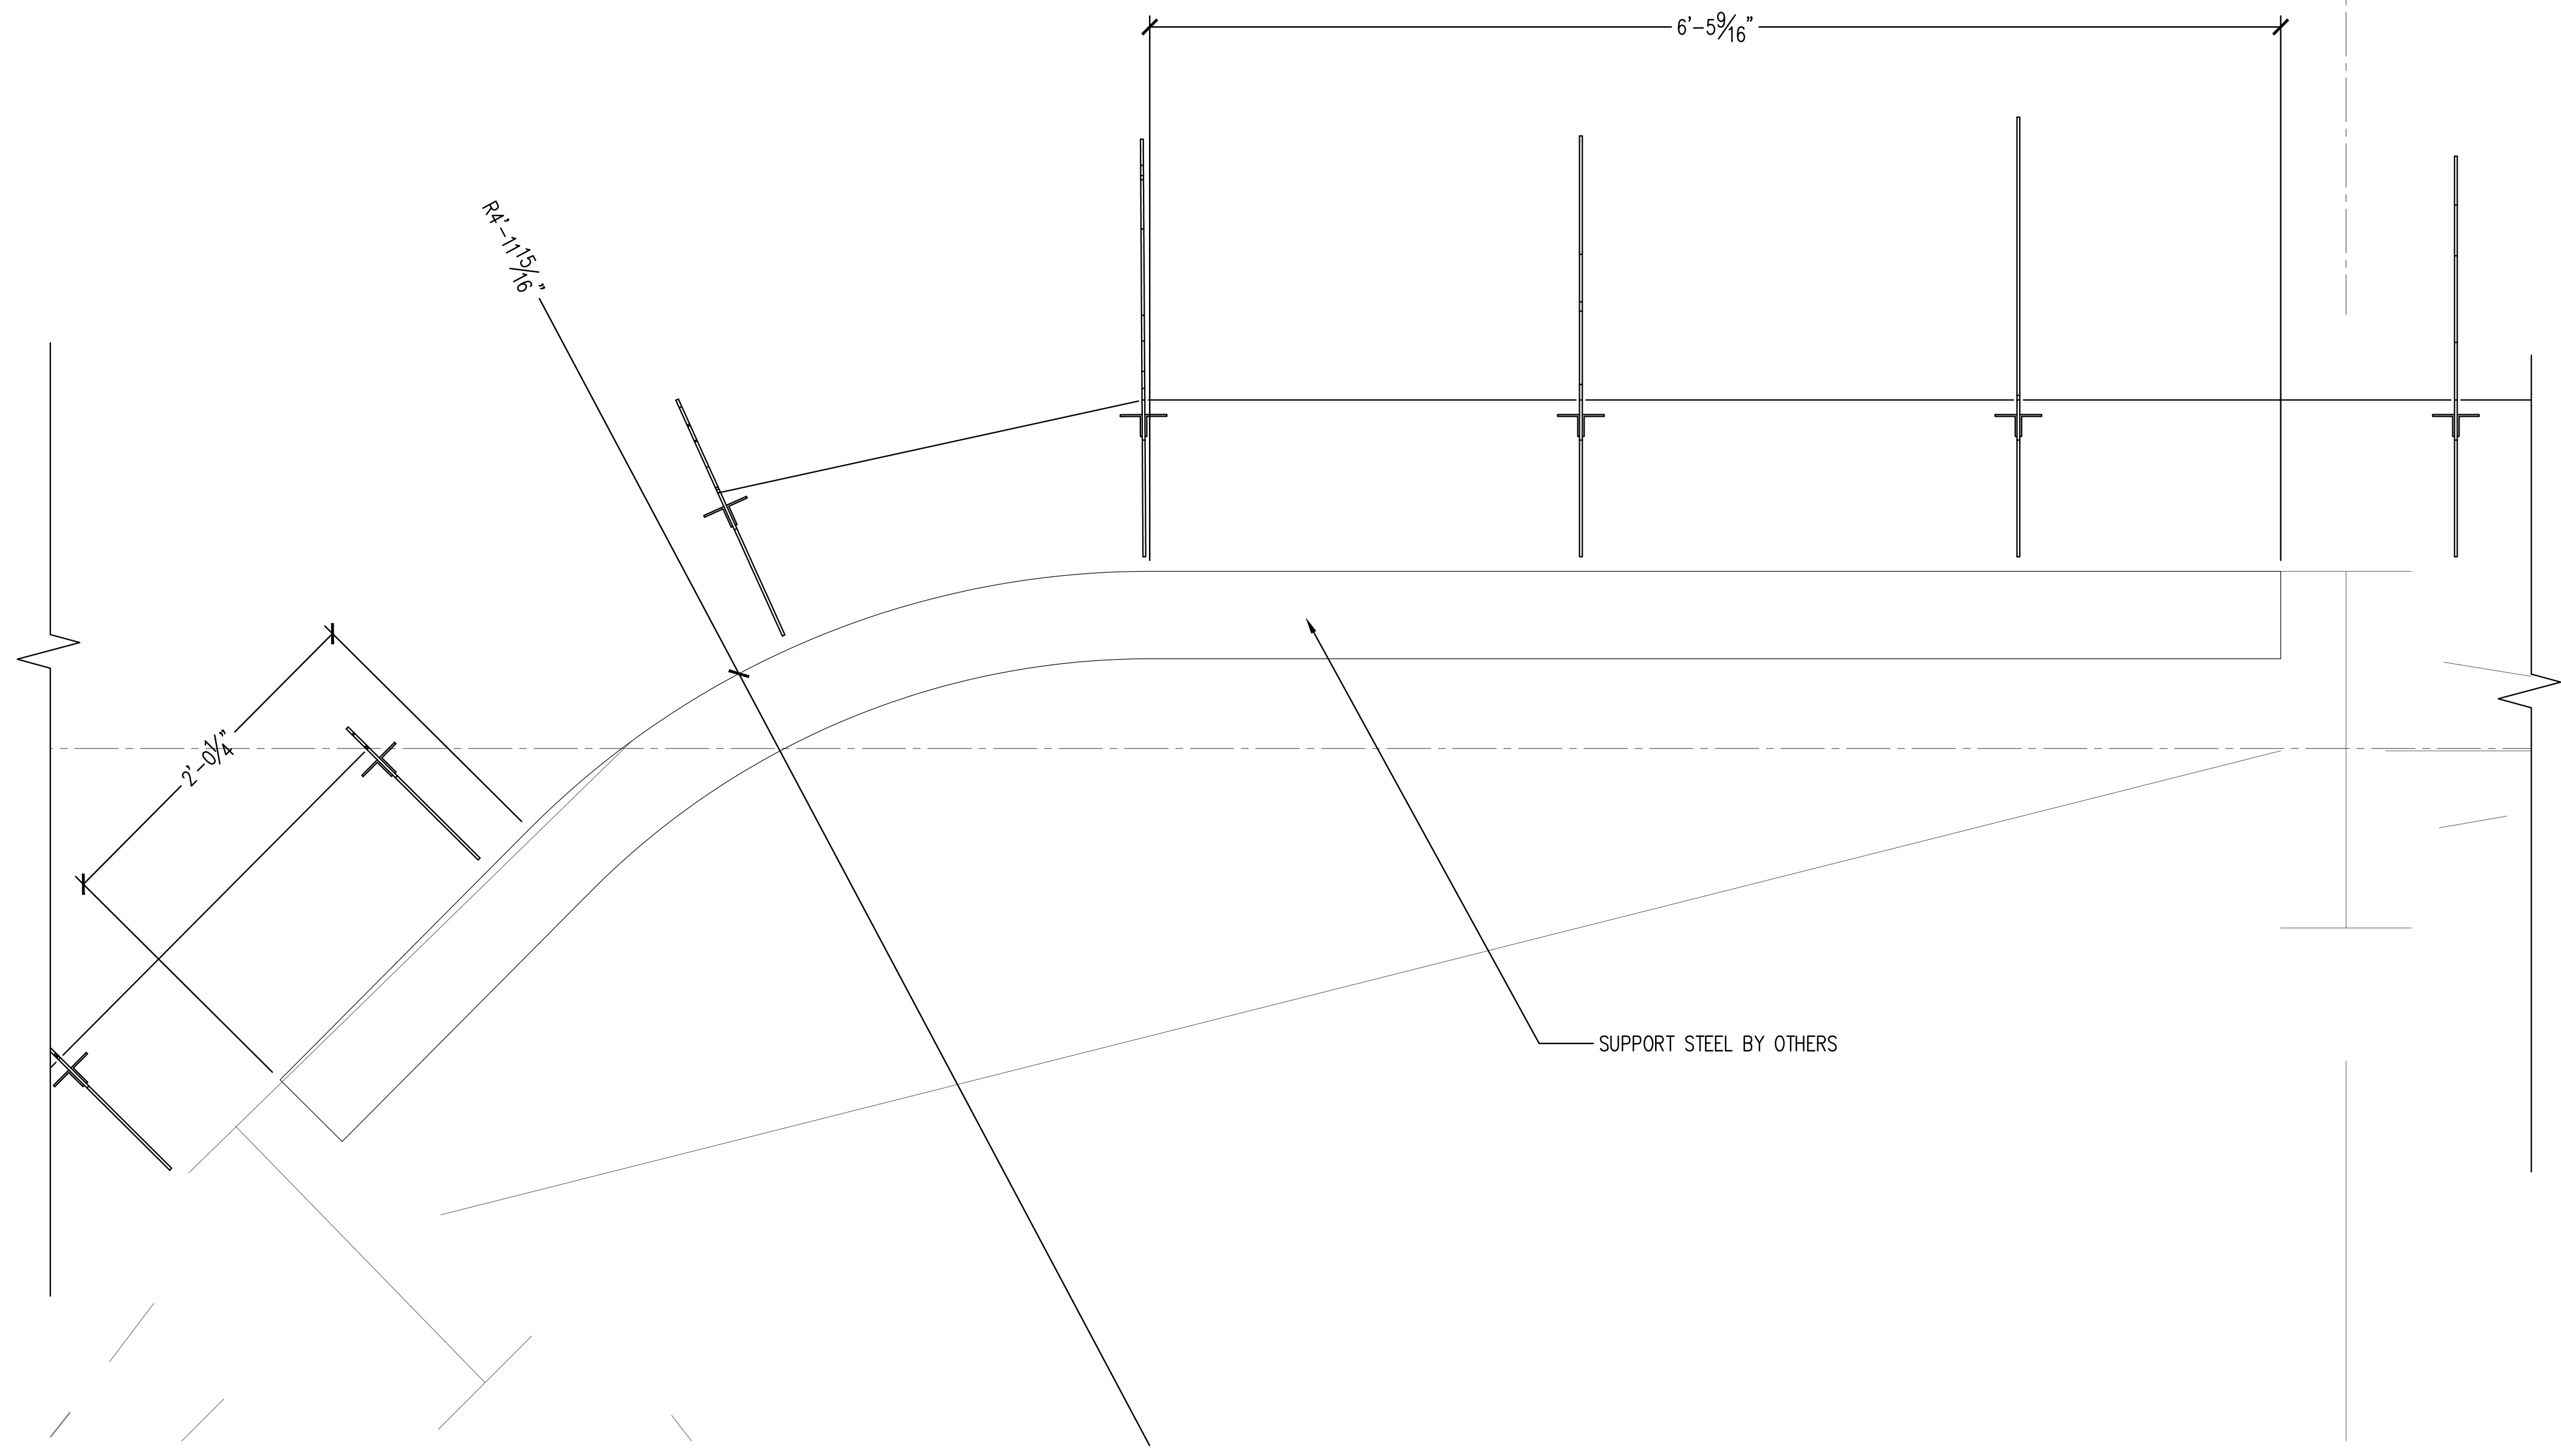 6'-5 9/16"
R4'-11 15/16"
2'-0 1/4"
SUPPORT STEEL BY OTHERS